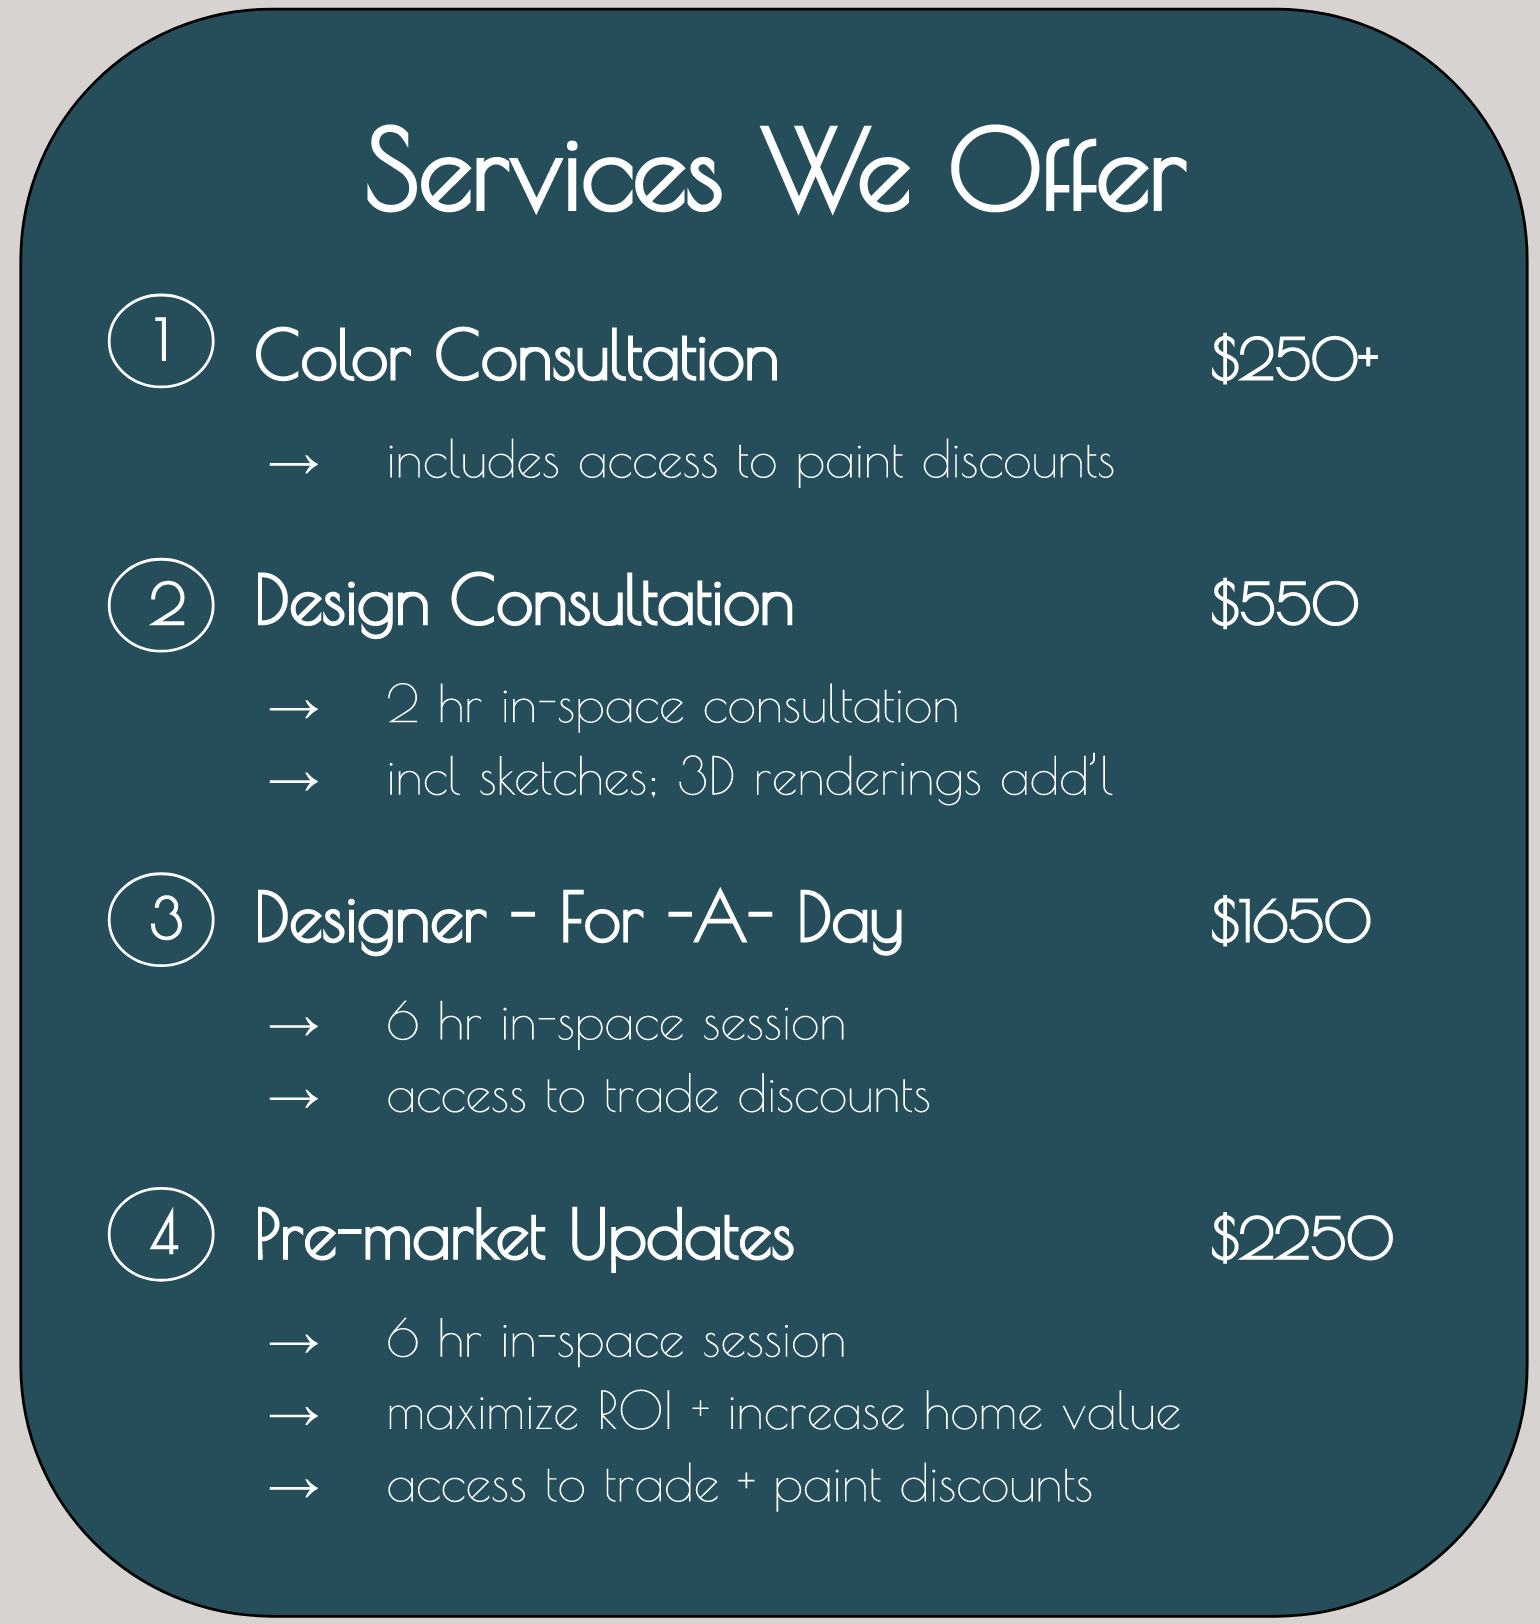 Services We Offer
1 Color Consultation $250+
→ includes access to paint discounts
2 Design Consultation $550
→ 2 hr in-space consultation
→ incl sketches; 3D renderings add'l
3 Designer - For -A- Day $1650
→ 6 hr in-space session
→ access to trade discounts
4 Pre-market Updates $2250
→ 6 hr in-space session
→ maximize ROI + increase home value
→ access to trade + paint discounts